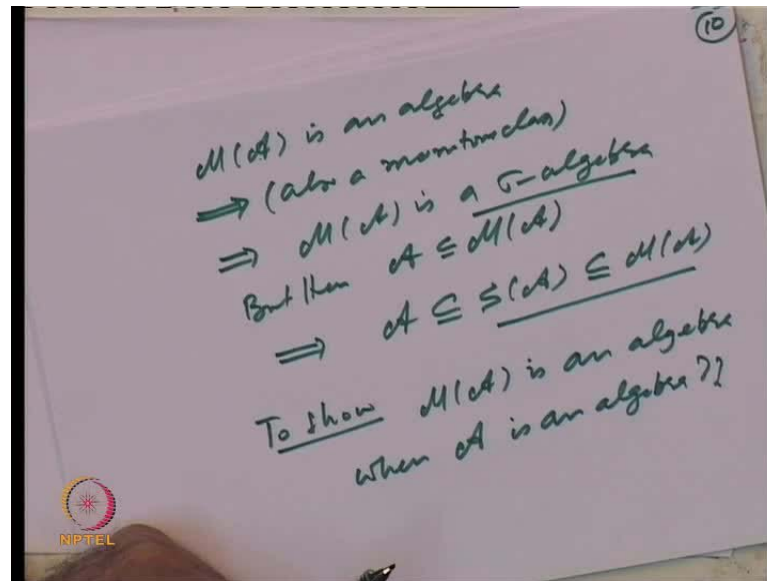 10
M(A) is an algebra
⟹ (also a monotone class)
⟹ M(A) is a σ-algebra
But then A ⊆ M(A)
⟹ A ⊆ S(A) ⊆ M(A)
To show M(A) is an algebra
when A is an algebra??
NPTEL